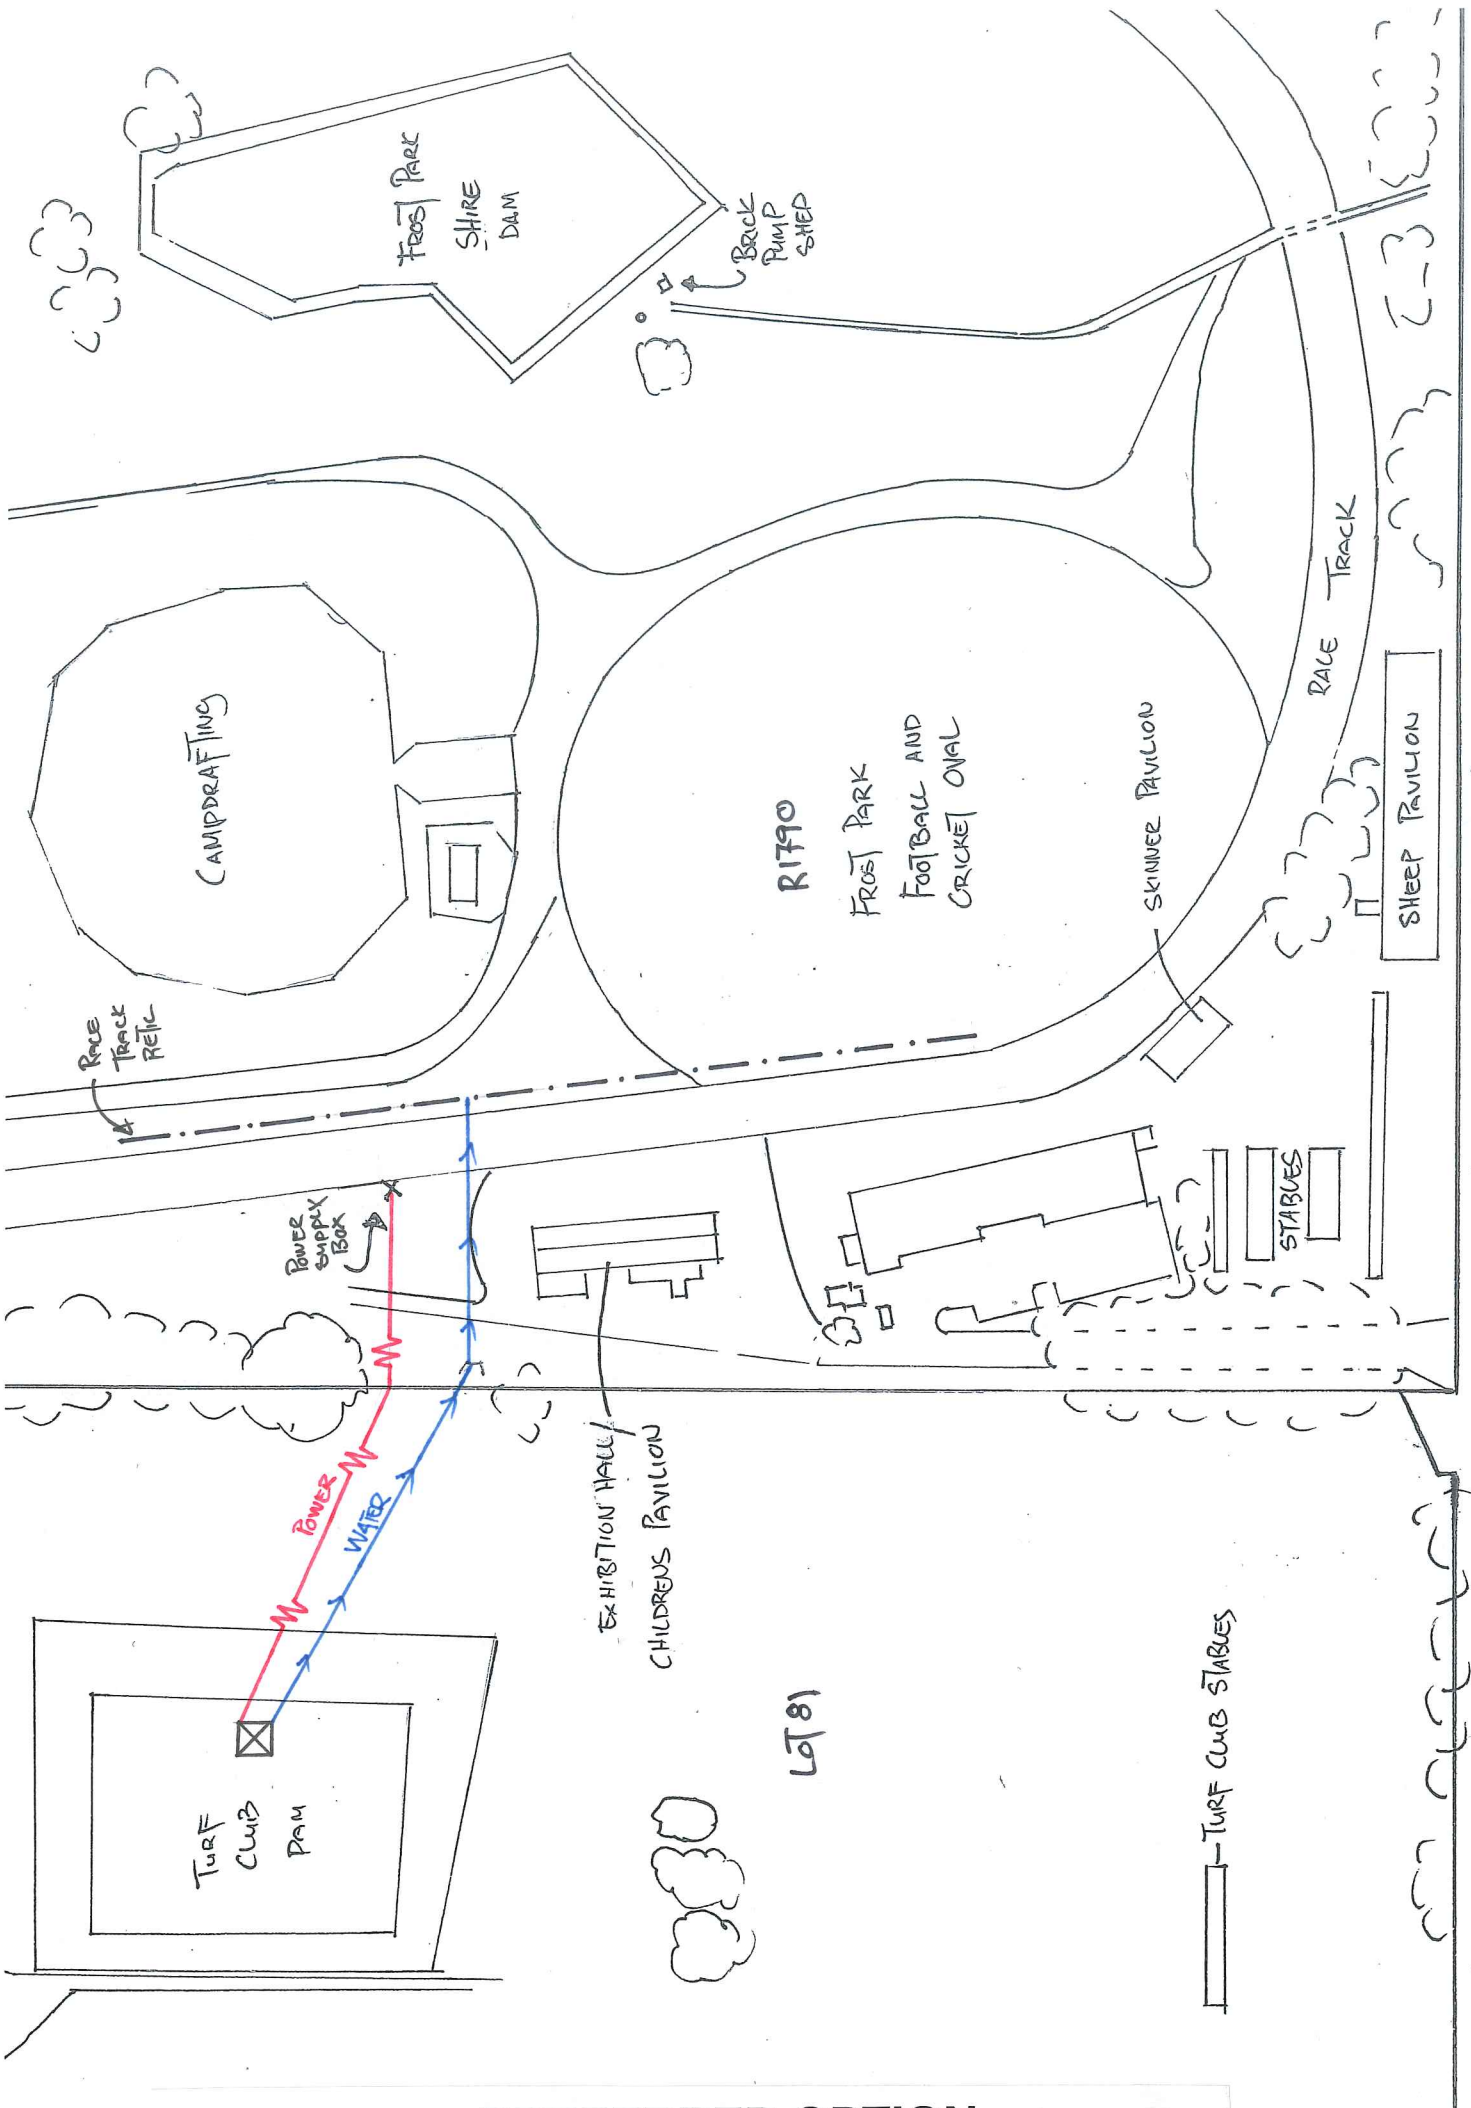 FROST PARK
SHIRE
DAM
BRICK
PUMP
SHED
CAMPDRAFTING
RACE TRACK
R1790
FROST PARK
FOOTBALL AND
CRICKET OVAL
SKINNER PAVILION
SHEEP PAVILION
RACE
TRACK
RETIC
POWER
SUPPLY
BOX
STABLES
EXHIBITION HALL/
CHILDRENS PAVILION
POWER
WATER
TURF
CLUB
DAM
LOT 81
TURF CLUB STABLES
OPTION